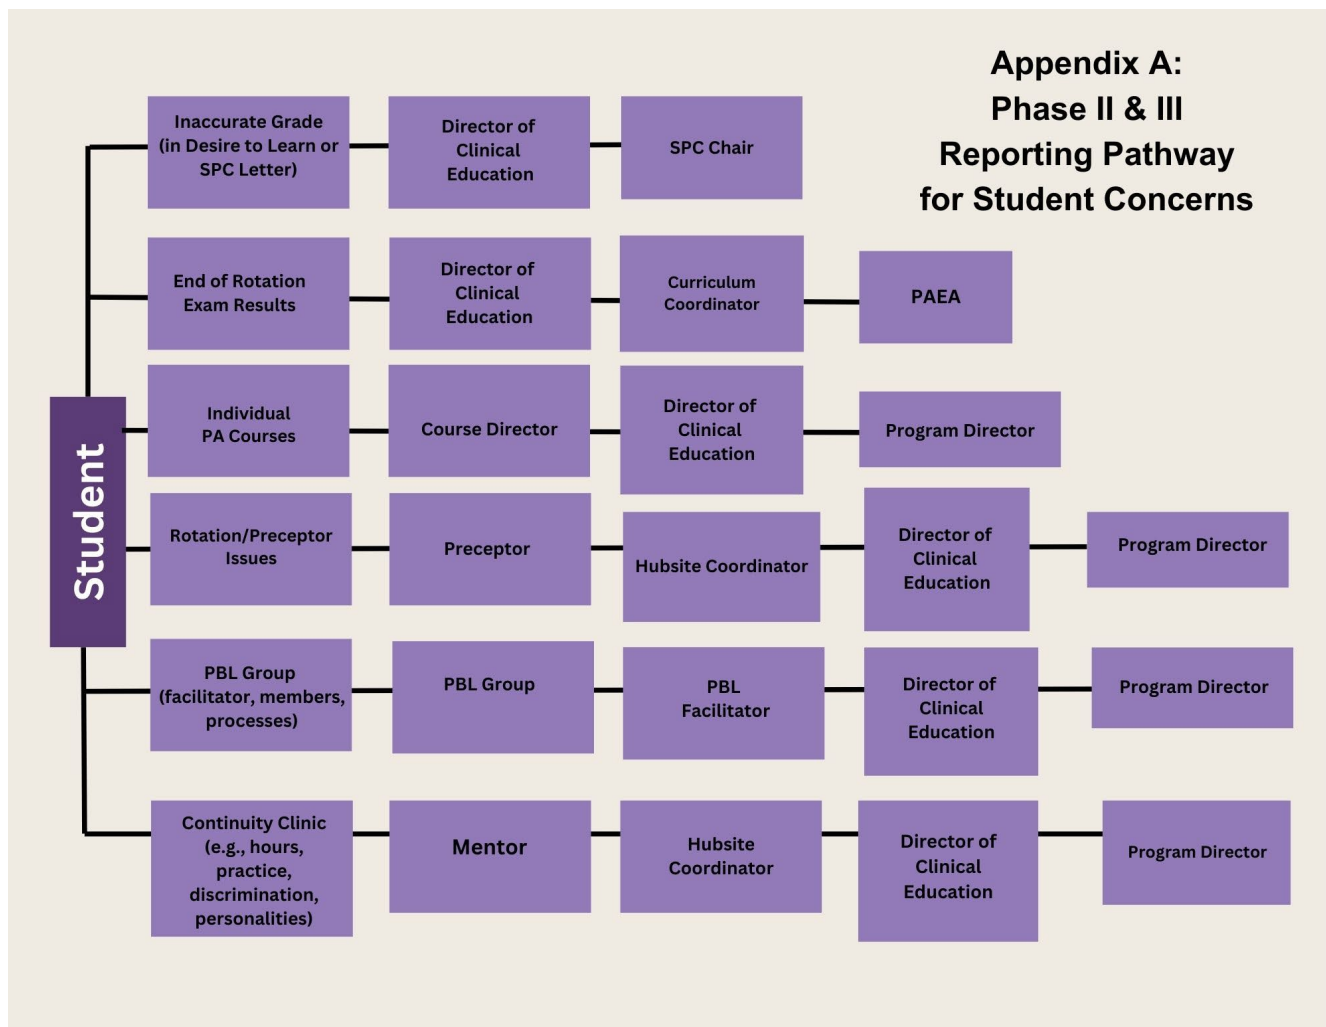 Appendix A:
Phase II & III
Reporting Pathway
for Student Concerns
Student
Inaccurate Grade
(in Desire to Learn or
SPC Letter)
Director of
Clinical
Education
SPC Chair
End of Rotation
Exam Results
Director of
Clinical
Education
Curriculum
Coordinator
PAEA
Individual
PA Courses
Course Director
Director of
Clinical
Education
Program Director
Rotation/Preceptor
Issues
Preceptor
Hubsite Coordinator
Director of
Clinical
Education
Program Director
PBL Group
(facilitator, members,
processes)
PBL Group
PBL
Facilitator
Director of
Clinical
Education
Program Director
Continuity Clinic
(e.g., hours,
practice,
discrimination,
personalities)
Mentor
Hubsite
Coordinator
Director of
Clinical
Education
Program Director